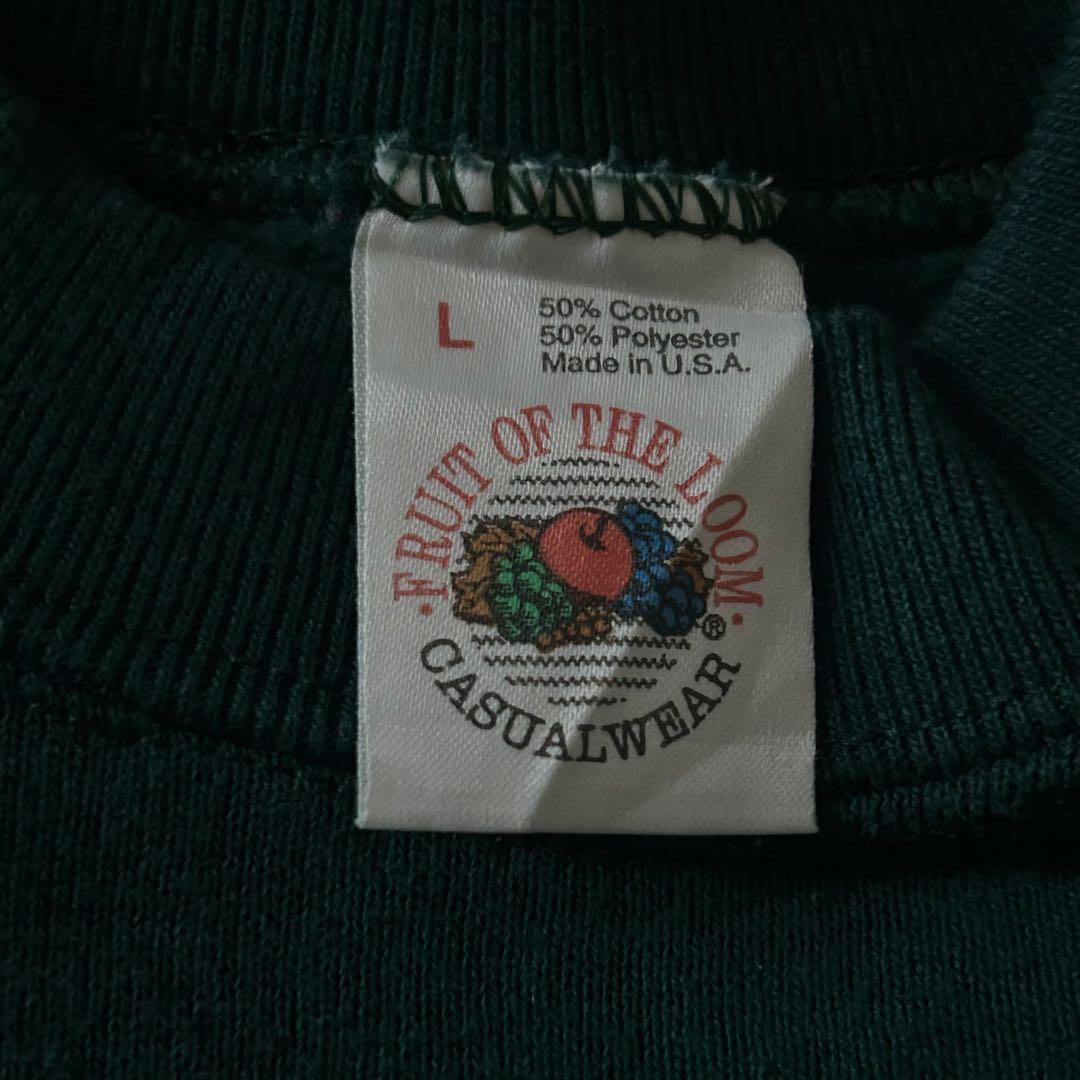 L
50% Cotton
50% Polyester
Made in U.S.A.
·FRUIT OF THE LOOM·
®
CASUALWEAR